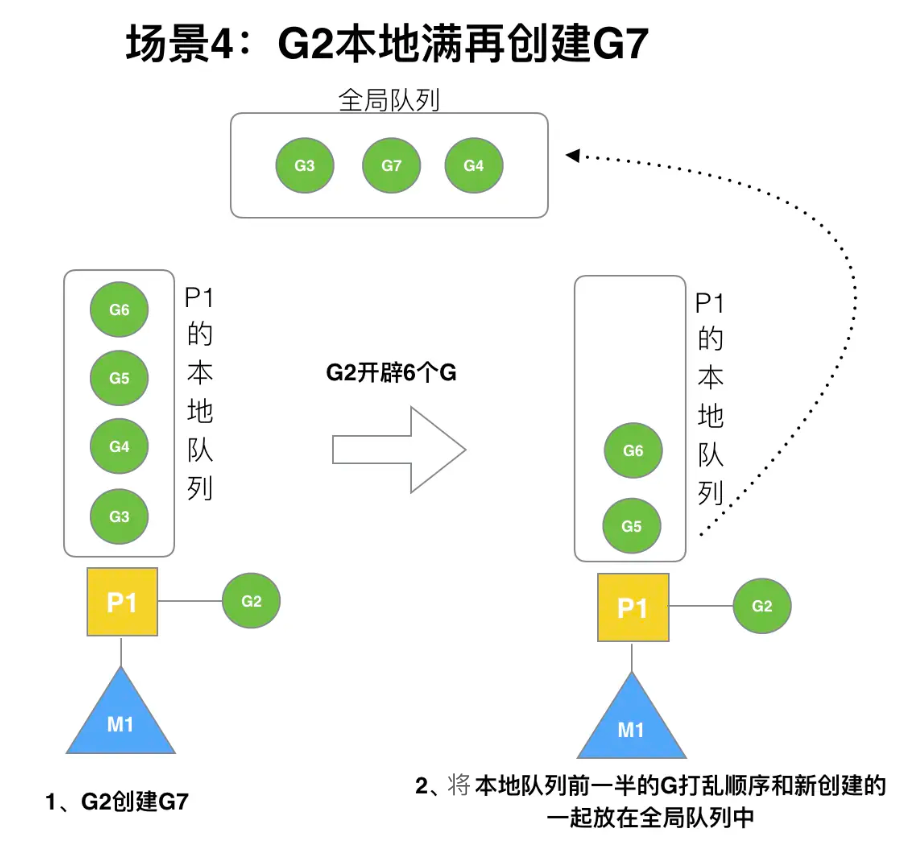 场景4：G2本地满再创建G7
全局队列
G3
G7
G4
G6
G5
G4
G3
P1的本地队列
P1
G2
M1
1、G2创建G7
G2开辟6个G
G6
G5
P1的本地队列
P1
G2
M1
2、将本地队列前一半的G打乱顺序和新创建的
一起放在全局队列中